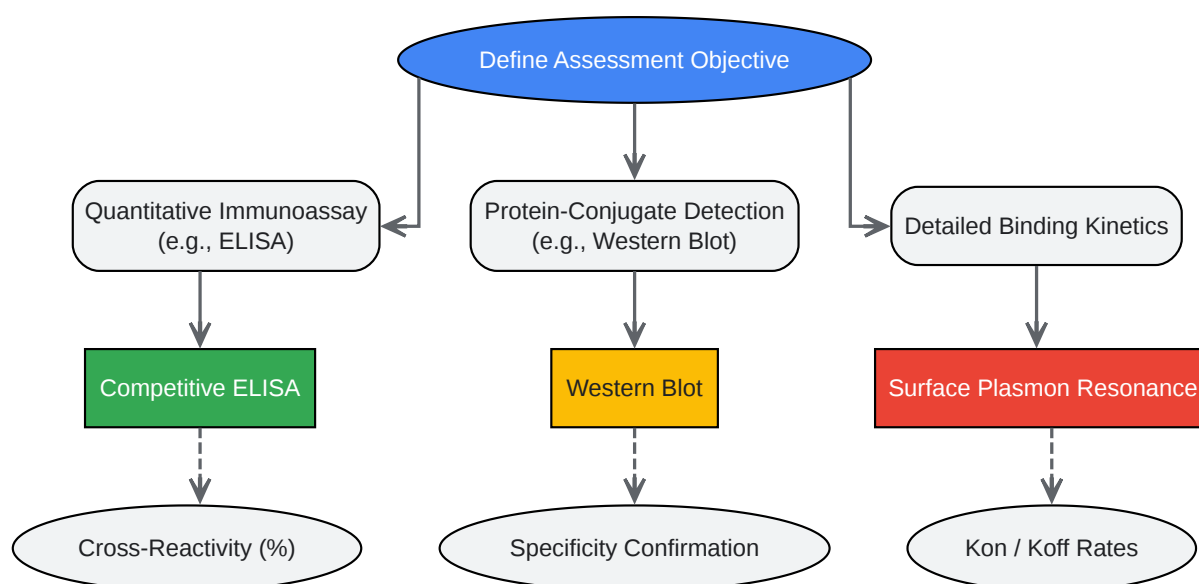 Define Assessment Objective
Quantitative Immunoassay
(e.g., ELISA)
Protein-Conjugate Detection
(e.g., Western Blot)
Detailed Binding Kinetics
Competitive ELISA
Western Blot
Surface Plasmon Resonance
Cross-Reactivity (%)
Specificity Confirmation
Kon / Koff Rates